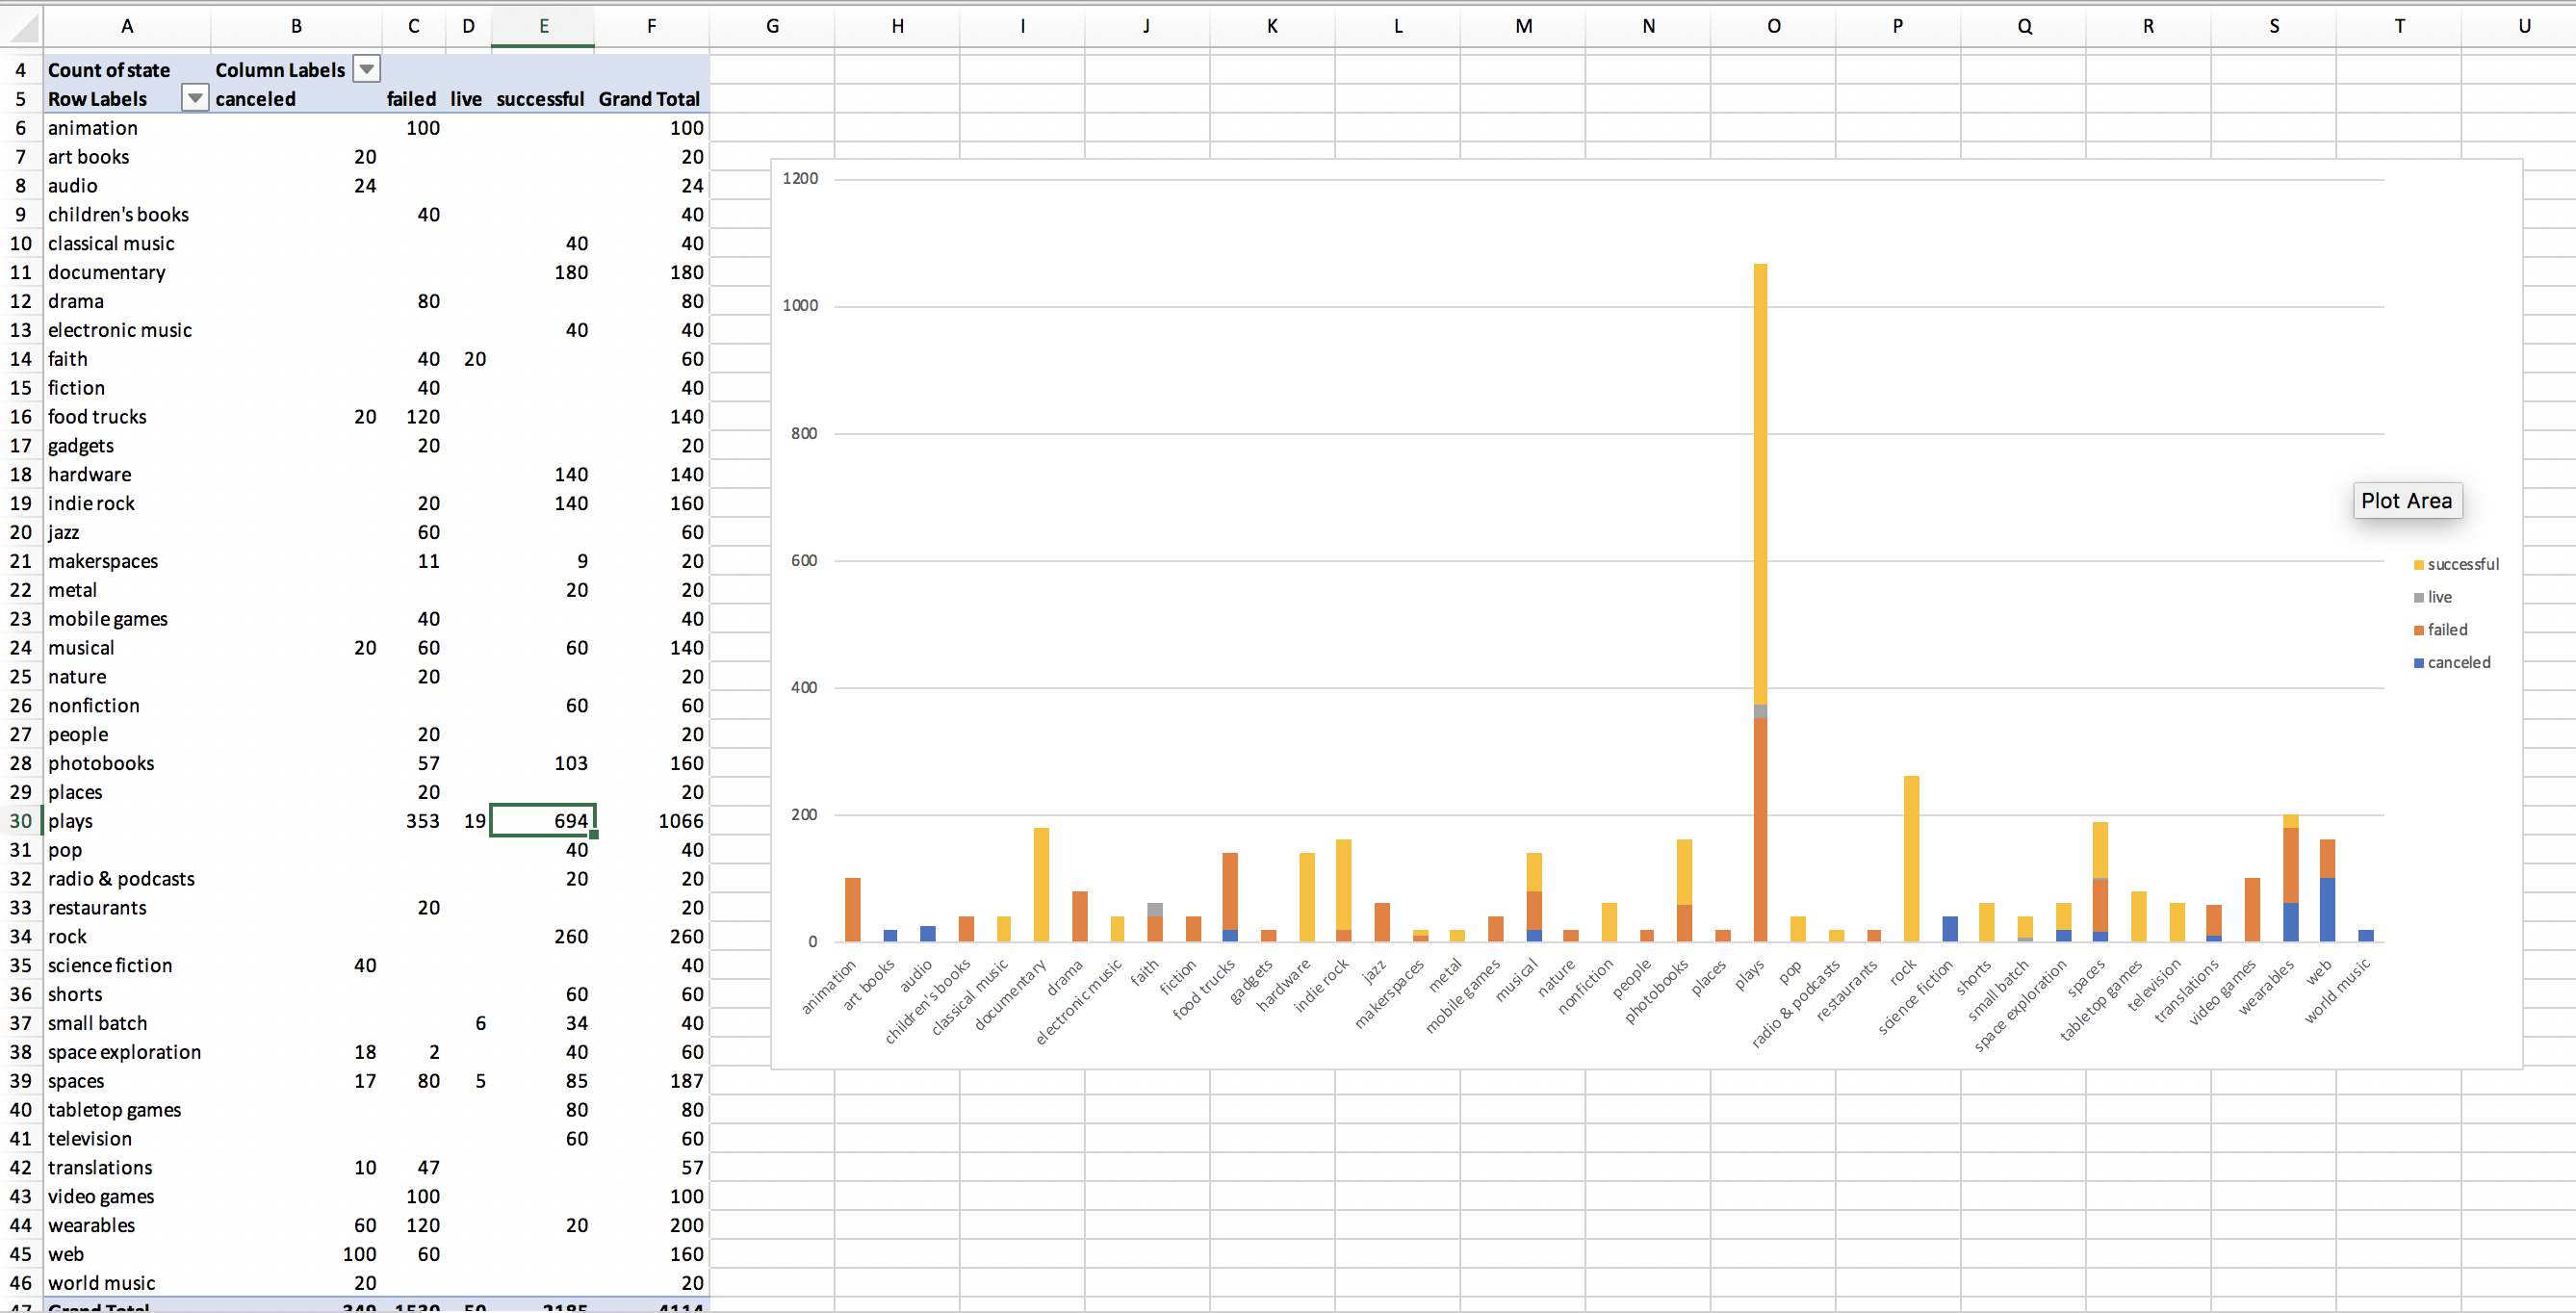 A B C D E F G H I J K L M N O P Q R S T U
4 Count of state Column Labels
5 Row Labels canceled failed live successful Grand Total
6 animation 100 100
7 art books 20 20
8 audio 24 24
9 children's books 40 40
10 classical music 40 40
11 documentary 180 180
12 drama 80 80
13 electronic music 40 40
14 faith 40 20 60
15 fiction 40 40
16 food trucks 20 120 140
17 gadgets 20 20
18 hardware 140 140
19 indie rock 20 140 160
20 jazz 60 60
21 makerspaces 11 9 20
22 metal 20 20
23 mobile games 40 40
24 musical 20 60 60 140
25 nature 20 20
26 nonfiction 60 60
27 people 20 20
28 photobooks 57 103 160
29 places 20 20
30 plays 353 19 694 1066
31 pop 40 40
32 radio & podcasts 20 20
33 restaurants 20 20
34 rock 260 260
35 science fiction 40 40
36 shorts 60 60
37 small batch 6 34 40
38 space exploration 18 2 40 60
39 spaces 17 80 5 85 187
40 tabletop games 80 80
41 television 60 60
42 translations 10 47 57
43 video games 100 100
44 wearables 60 120 20 200
45 web 100 60 160
46 world music 20 20
47 Grand Total 349 1530 50 2185 4114
1200
1000
800
600
400
200
0
Plot Area
successful
live
failed
canceled
animation
art books
audio
children's books
classical music
documentary
drama
electronic music
faith
fiction
food trucks
gadgets
hardware
indie rock
jazz
makerspaces
metal
mobile games
musical
nature
nonfiction
people
photobooks
places
plays
pop
radio & podcasts
restaurants
rock
science fiction
shorts
small batch
space exploration
spaces
tabletop games
television
translations
video games
wearables
web
world music